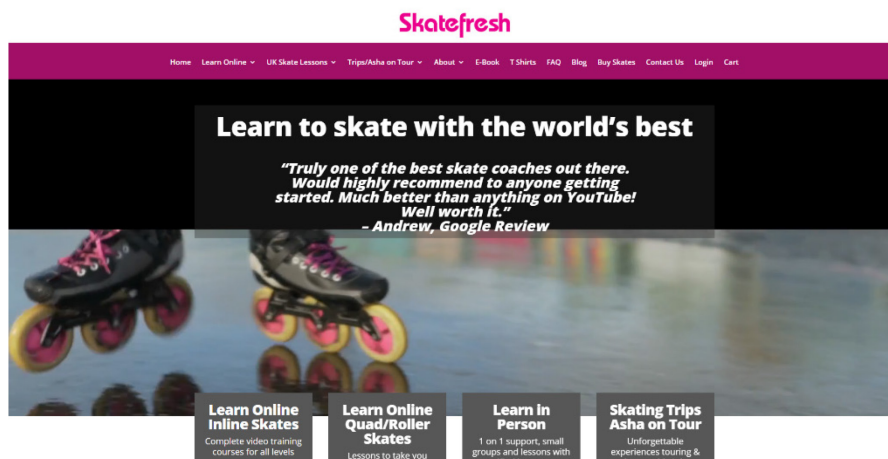 Skatefresh
Home Learn Online UK Skate Lessons Trips/Asha on Tour About E-Book T Shirts FAQ Blog Buy Skates Contact Us Login Cart
Learn to skate with the world's best
"Truly one of the best skate coaches out there.
Would highly recommend to anyone getting
started. Much better than anything on YouTube!
Well worth it."
– Andrew, Google Review
Learn Online
Inline Skates
Complete video training
courses for all levels
Learn Online
Quad/Roller
Skates
Lessons to take you
Learn in
Person
1 on 1 support, small
groups and lessons with
Skating Trips
Asha on Tour
Unforgettable
experiences touring &